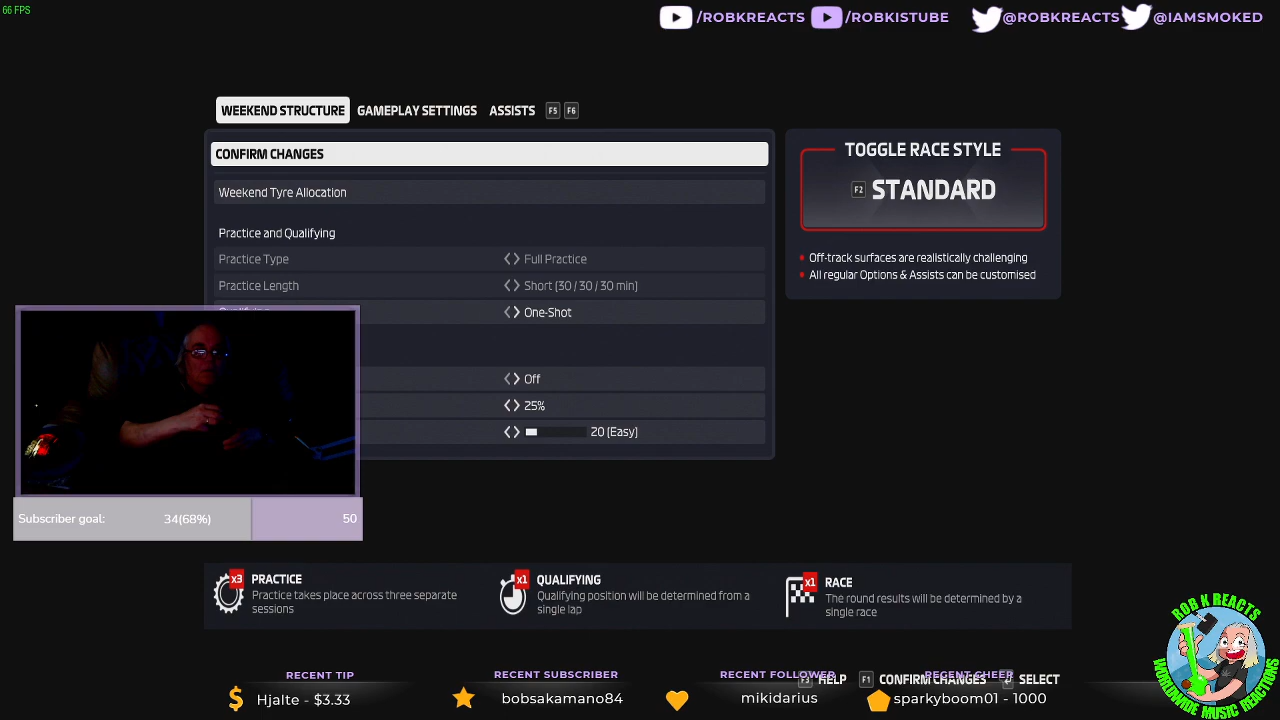 66 FPS
/ROBKREACTS /ROBKISTUBE @ROBKREACTS @IAMSMOKED
WEEKEND STRUCTURE GAMEPLAY SETTINGS ASSISTS F5 F6
CONFIRM CHANGES
Weekend Tyre Allocation
Practice and Qualifying
Practice Type Full Practice
Practice Length Short (30 / 30 / 30 min)
One-Shot
Off
25%
20 (Easy)
TOGGLE RACE STYLE
F2 STANDARD
Off-track surfaces are realistically challenging
All regular Options & Assists can be customised
Subscriber goal: 34(68%) 50
x3 PRACTICE
Practice takes place across three separate
sessions
x1 QUALIFYING
Qualifying position will be determined from a
single lap
x1 RACE
The round results will be determined by a
single race
F3 HELP F1 CONFIRM CHANGES SELECT
RECENT TIP
Hjalte - $3.33
RECENT SUBSCRIBER
bobsakamano84
RECENT FOLLOWER
mikidarius
RECENT CHEER
sparkyboom01 - 1000
ROB K REACTS
WORLDWIDE MUSIC REACTIONS